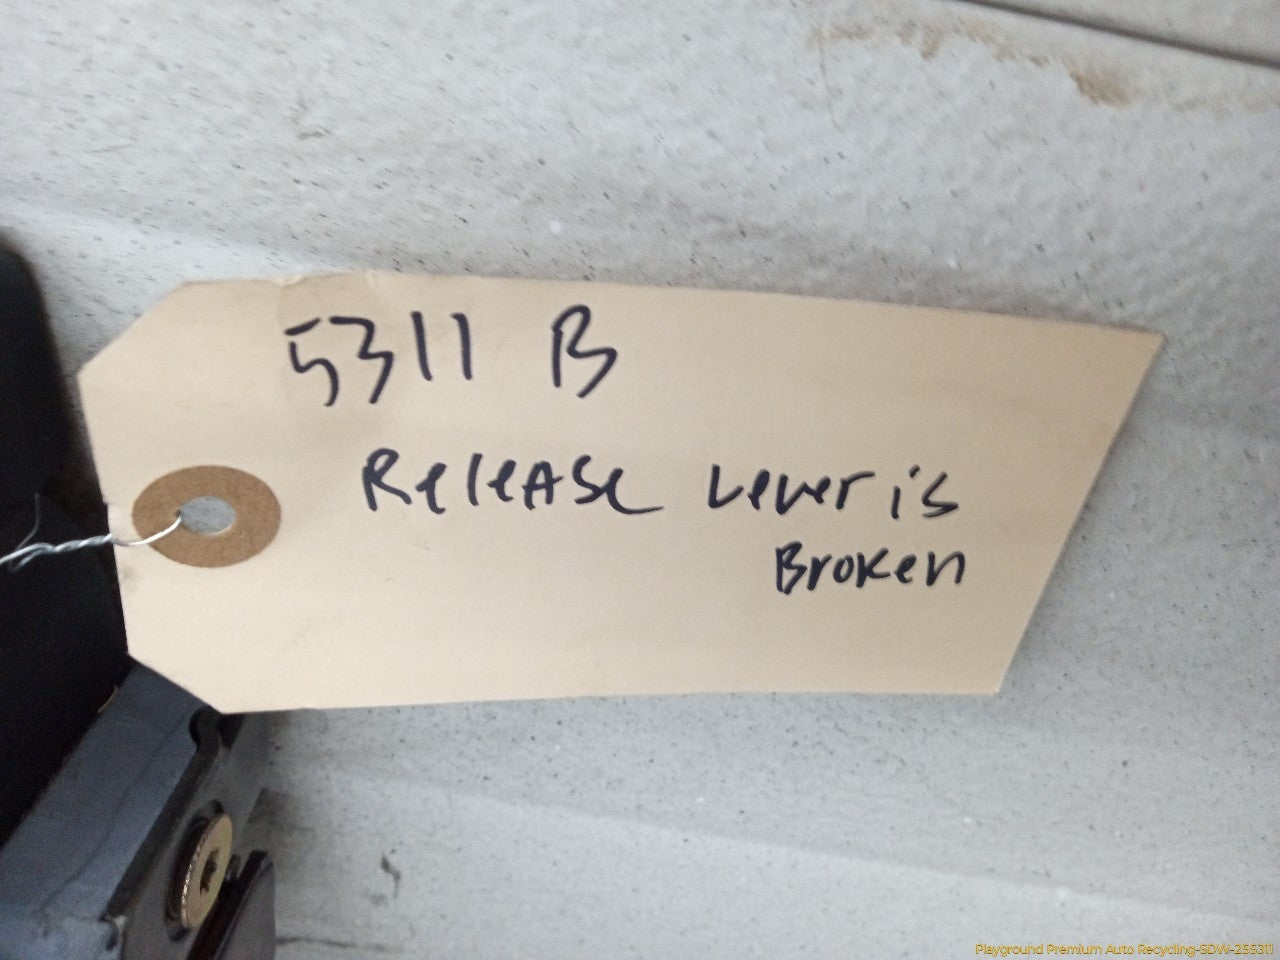 5311 B
Release Lever is
Broken
Playground Premium Auto Recycling-SDW-255311